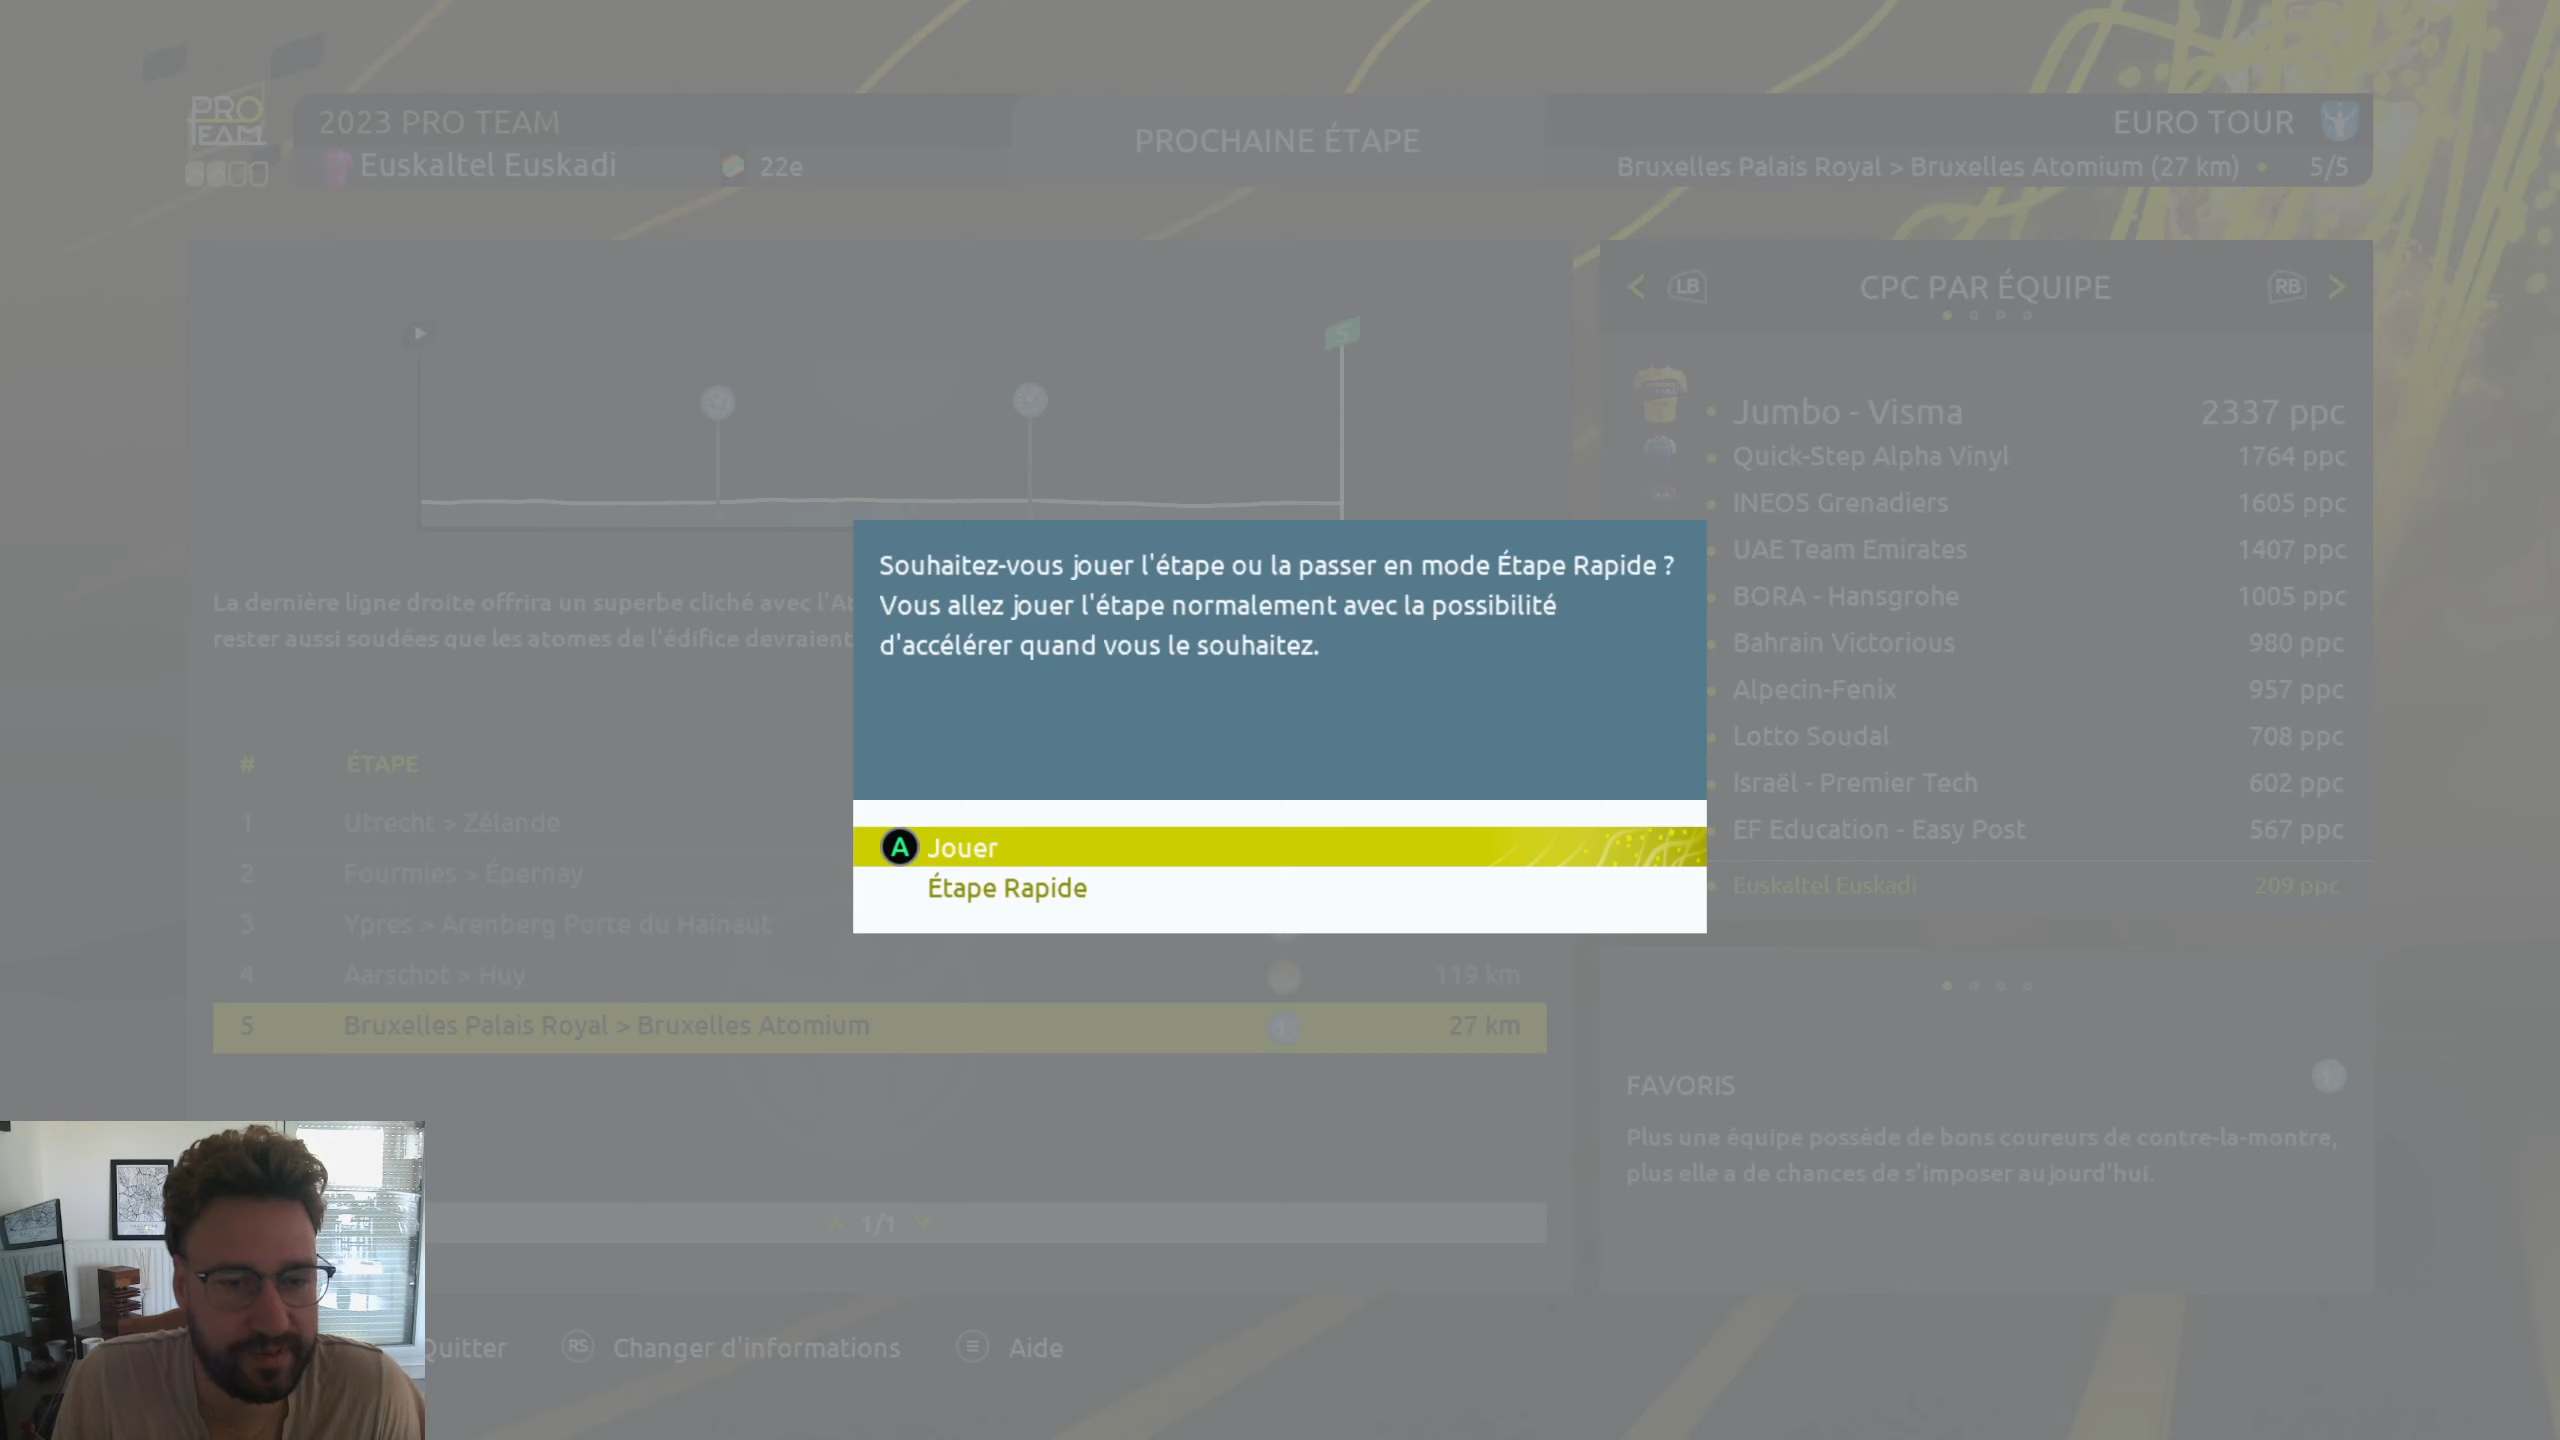 PRO
TEAM
2023 PRO TEAM
Euskaltel Euskadi
22e
PROCHAINE ÉTAPE
EURO TOUR
Bruxelles Palais Royal > Bruxelles Atomium (27 km) • 5/5
S
< LB CPC PAR ÉQUIPE RB >
Jumbo - Visma 2337 ppc
Quick-Step Alpha Vinyl 1764 ppc
INEOS Grenadiers 1605 ppc
UAE Team Emirates 1407 ppc
BORA - Hansgrohe 1005 ppc
Bahrain Victorious 980 ppc
Alpecin-Fenix 957 ppc
Lotto Soudal 708 ppc
Israël - Premier Tech 602 ppc
EF Education - Easy Post 567 ppc
Euskaltel Euskadi 209 ppc
Souhaitez-vous jouer l'étape ou la passer en mode Étape Rapide ?
Vous allez jouer l'étape normalement avec la possibilité
d'accélérer quand vous le souhaitez.
A Jouer
Étape Rapide
La dernière ligne droite offrira un superbe cliché avec
rester aussi soudées que les atomes de l'édifice devraient
# ÉTAPE
1 Utrecht > Zélande
2 Fourmies > Épernay
3 Ypres > Arenberg Porte du Hainaut
4 Aarschot > Huy 119 km
5 Bruxelles Palais Royal > Bruxelles Atomium 27 km
1/1
FAVORIS
Plus une équipe possède de bons coureurs de contre-la-montre,
plus elle a de chances de s'imposer aujourd'hui.
Quitter
RS Changer d'informations
Aide